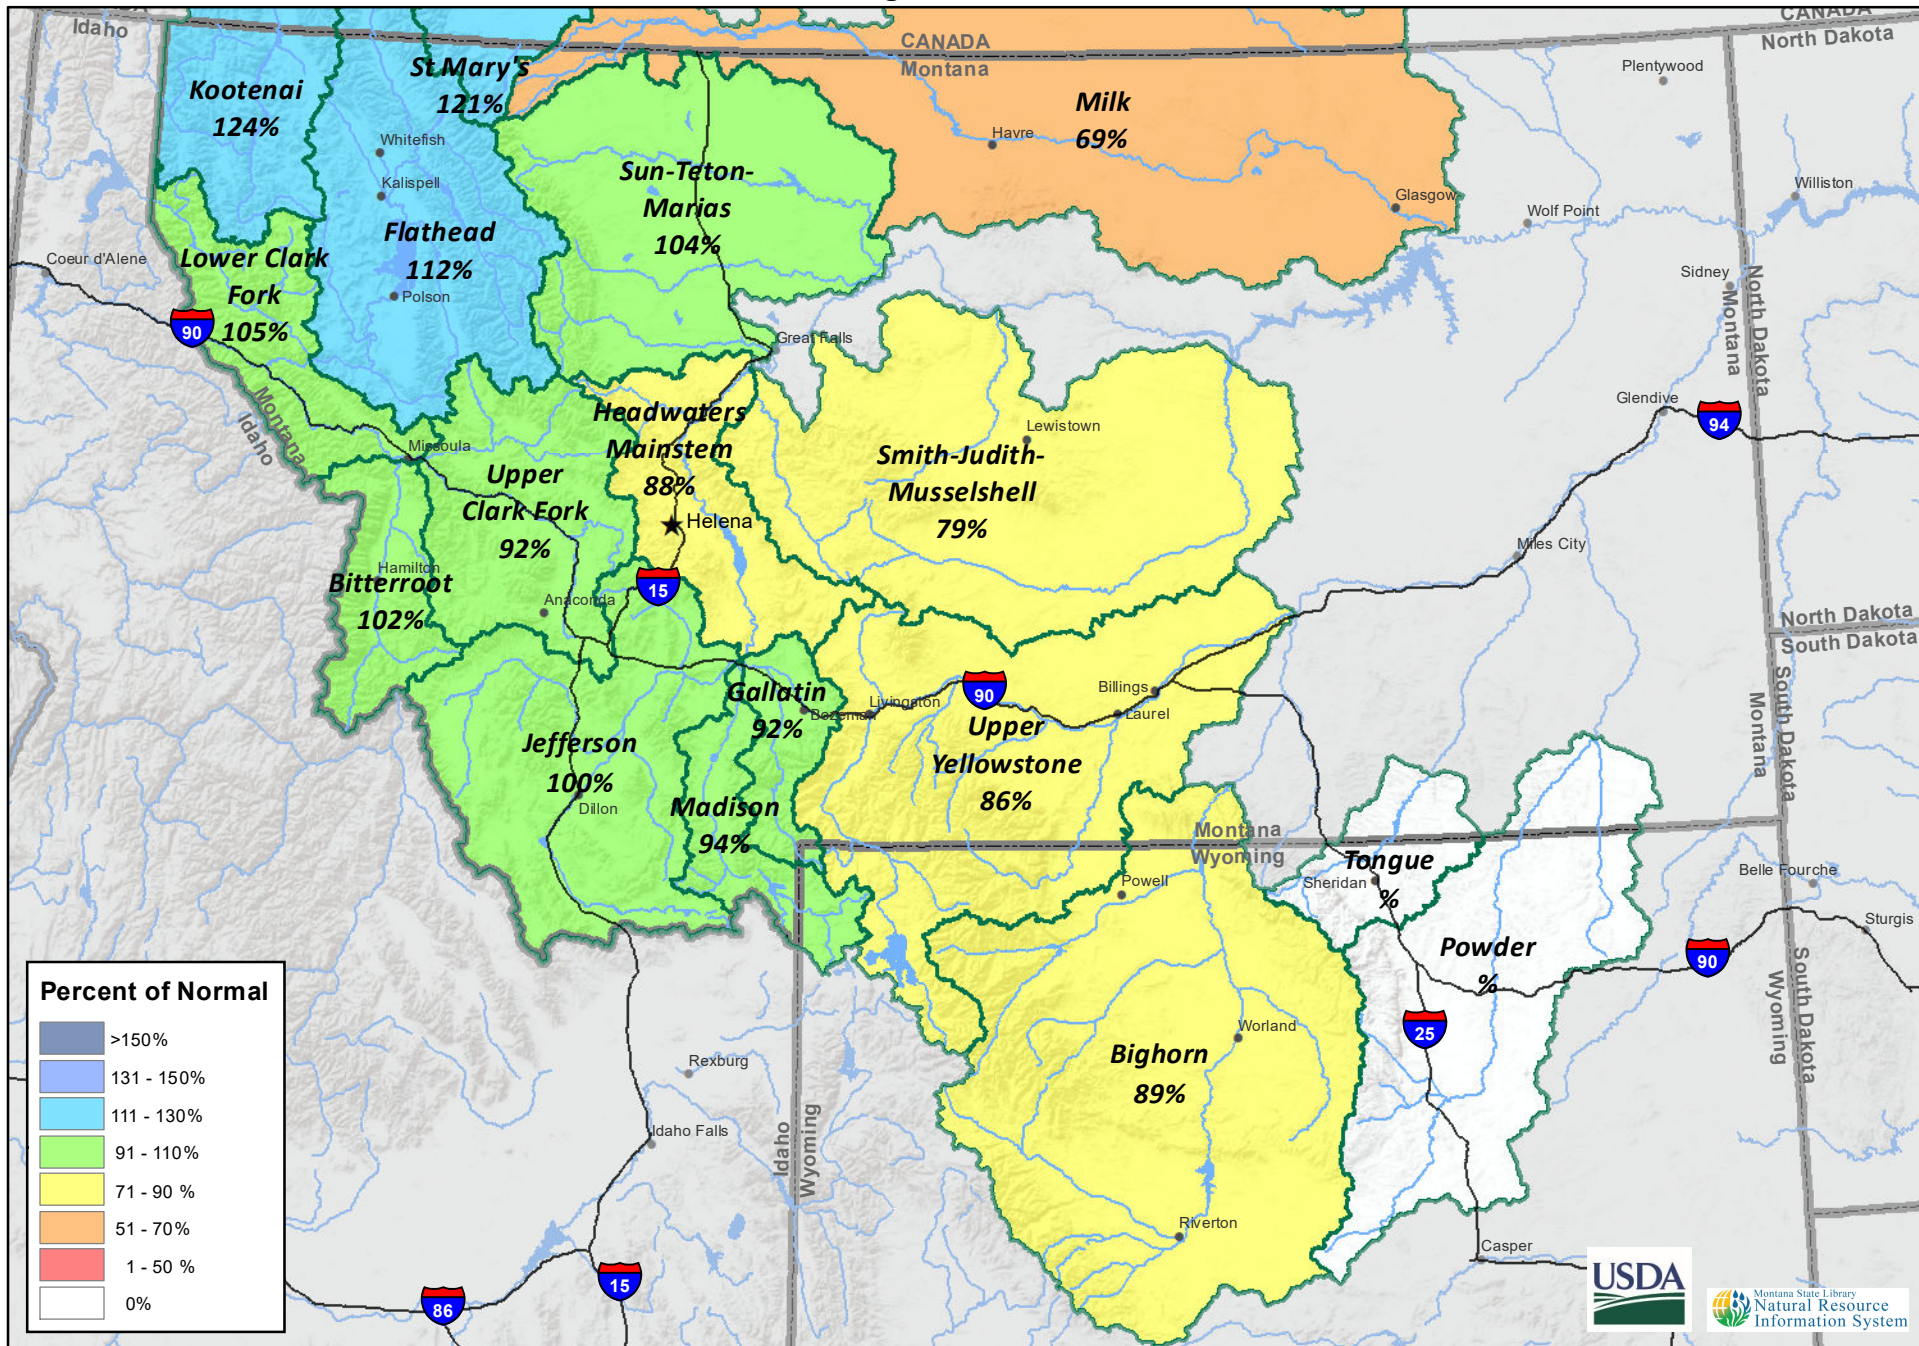 CANADA
Idaho
CANADA
Montana
CANADA
North Dakota
Kootenai
124%
St Mary's
121%
Milk
69%
Plentywood
Whitefish
Havre
Kalispell
Sun-Teton-
Marias
104%
Glasgow
Williston
Wolf Point
Flathead
112%
Coeur d'Alene
Lower Clark
Fork
105%
Polson
Sidney
North Dakota
Montana
90
Great Falls
Montana
Idaho
Headwaters
Mainstem
88%
Lewistown
Glendive
94
Missoula
Upper
Clark Fork
92%
Smith-Judith-
Musselshell
79%
Helena
Miles City
Hamilton
Bitterroot
102%
15
Anaconda
North Dakota
South Dakota
Gallatin
92%
Bozeman
Livingston
90
Billings
Laurel
South Dakota
Montana
Upper
Yellowstone
86%
Jefferson
100%
Dillon
Madison
94%
Montana
Wyoming
Tongue
%
Sheridan
Powell
Belle Fourche
Sturgis
Powder
%
90
South Dakota
Wyoming
25
Worland
Bighorn
89%
Rexburg
Idaho Falls
Idaho
Wyoming
Riverton
Casper
15
86
Percent of Normal
>150%
131 - 150%
111 - 130%
91 - 110%
71 - 90 %
51 - 70%
1 - 50 %
0%
USDA
Montana State Library
Natural Resource
Information System